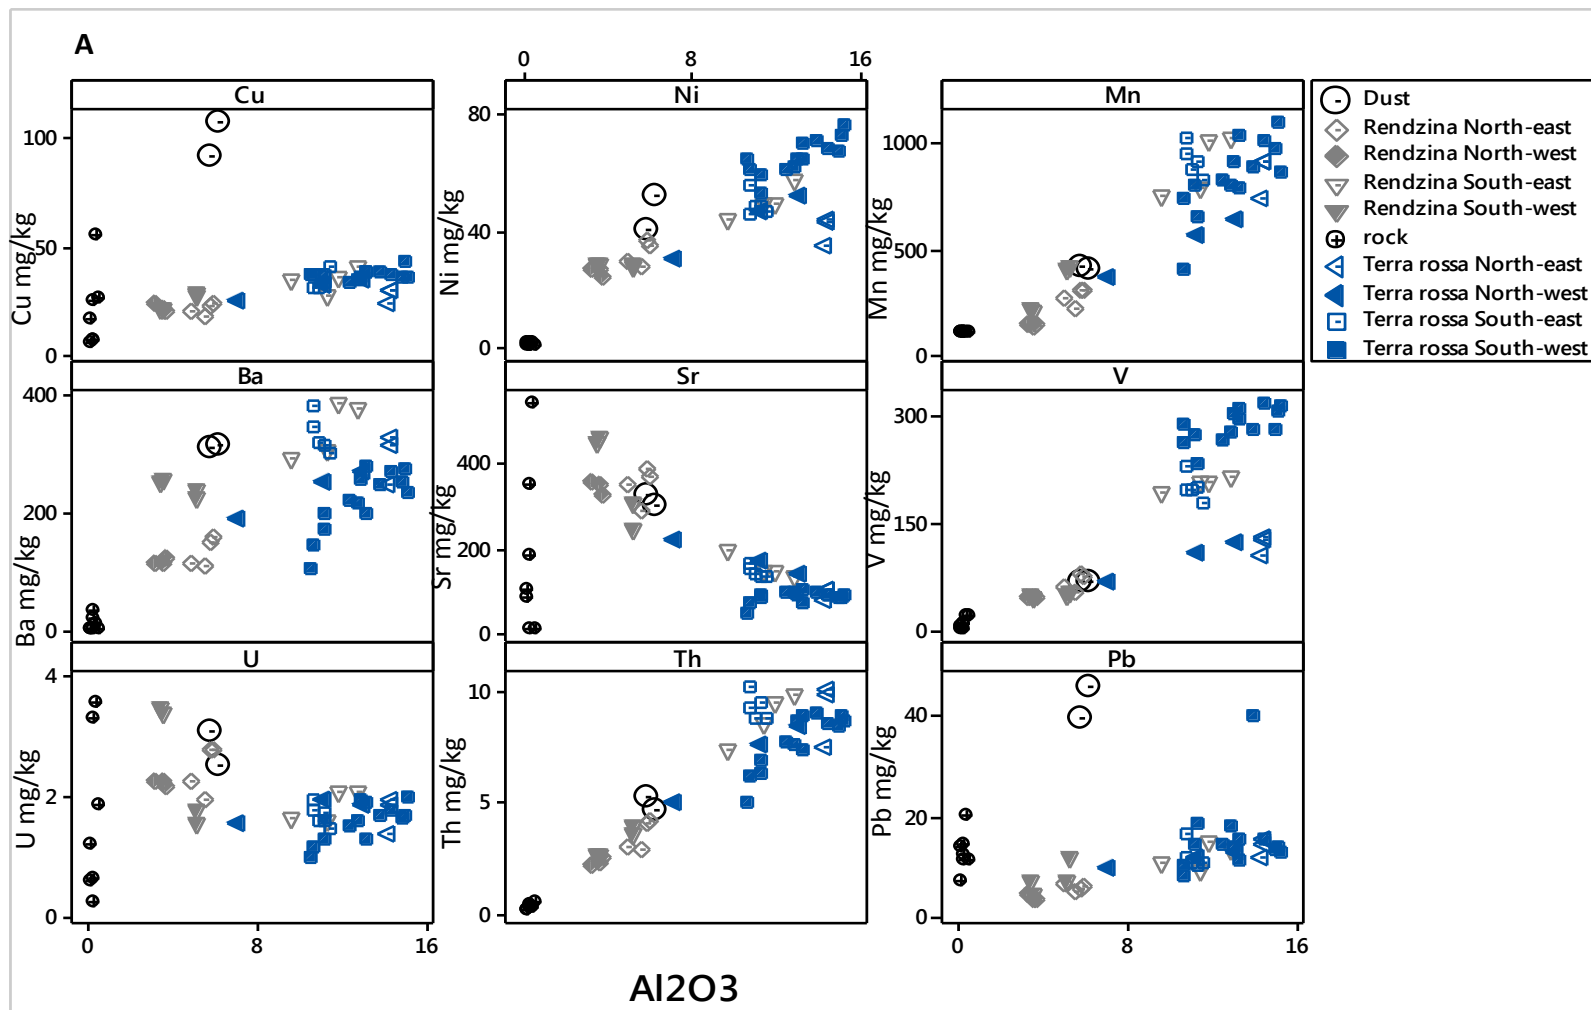 A
0 8 16
Cu Ni Mn
Dust
Rendzina North-east
Rendzina North-west
Rendzina South-east
Rendzina South-west
rock
Terra rossa North-east
Terra rossa North-west
Terra rossa South-east
Terra rossa South-west
Cu mg/kg
100
50
0
Ni mg/kg
80
40
0
Mn mg/kg
1000
500
0
Ba Sr V
Ba mg/kg
400
200
0
Sr mg/kg
400
200
0
V mg/kg
300
150
0
U Th Pb
U mg/kg
4
2
0
Th mg/kg
10
5
0
Pb mg/kg
40
20
0
0 8 16
0 8 16
Al2O3